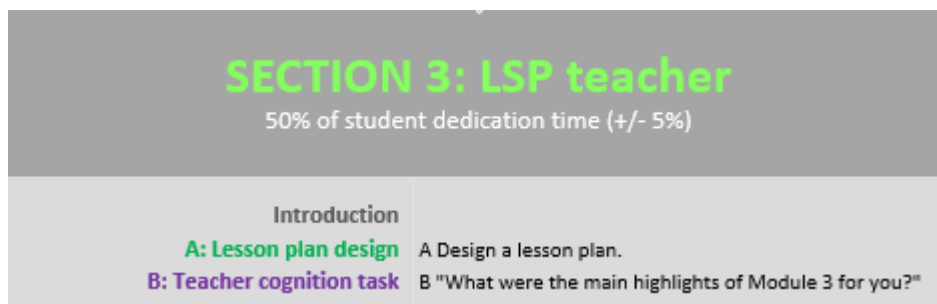 SECTION 3: LSP teacher
50% of student dedication time (+/- 5%)
Introduction
A: Lesson plan design A Design a lesson plan.
B: Teacher cognition task B "What were the main highlights of Module 3 for you?"